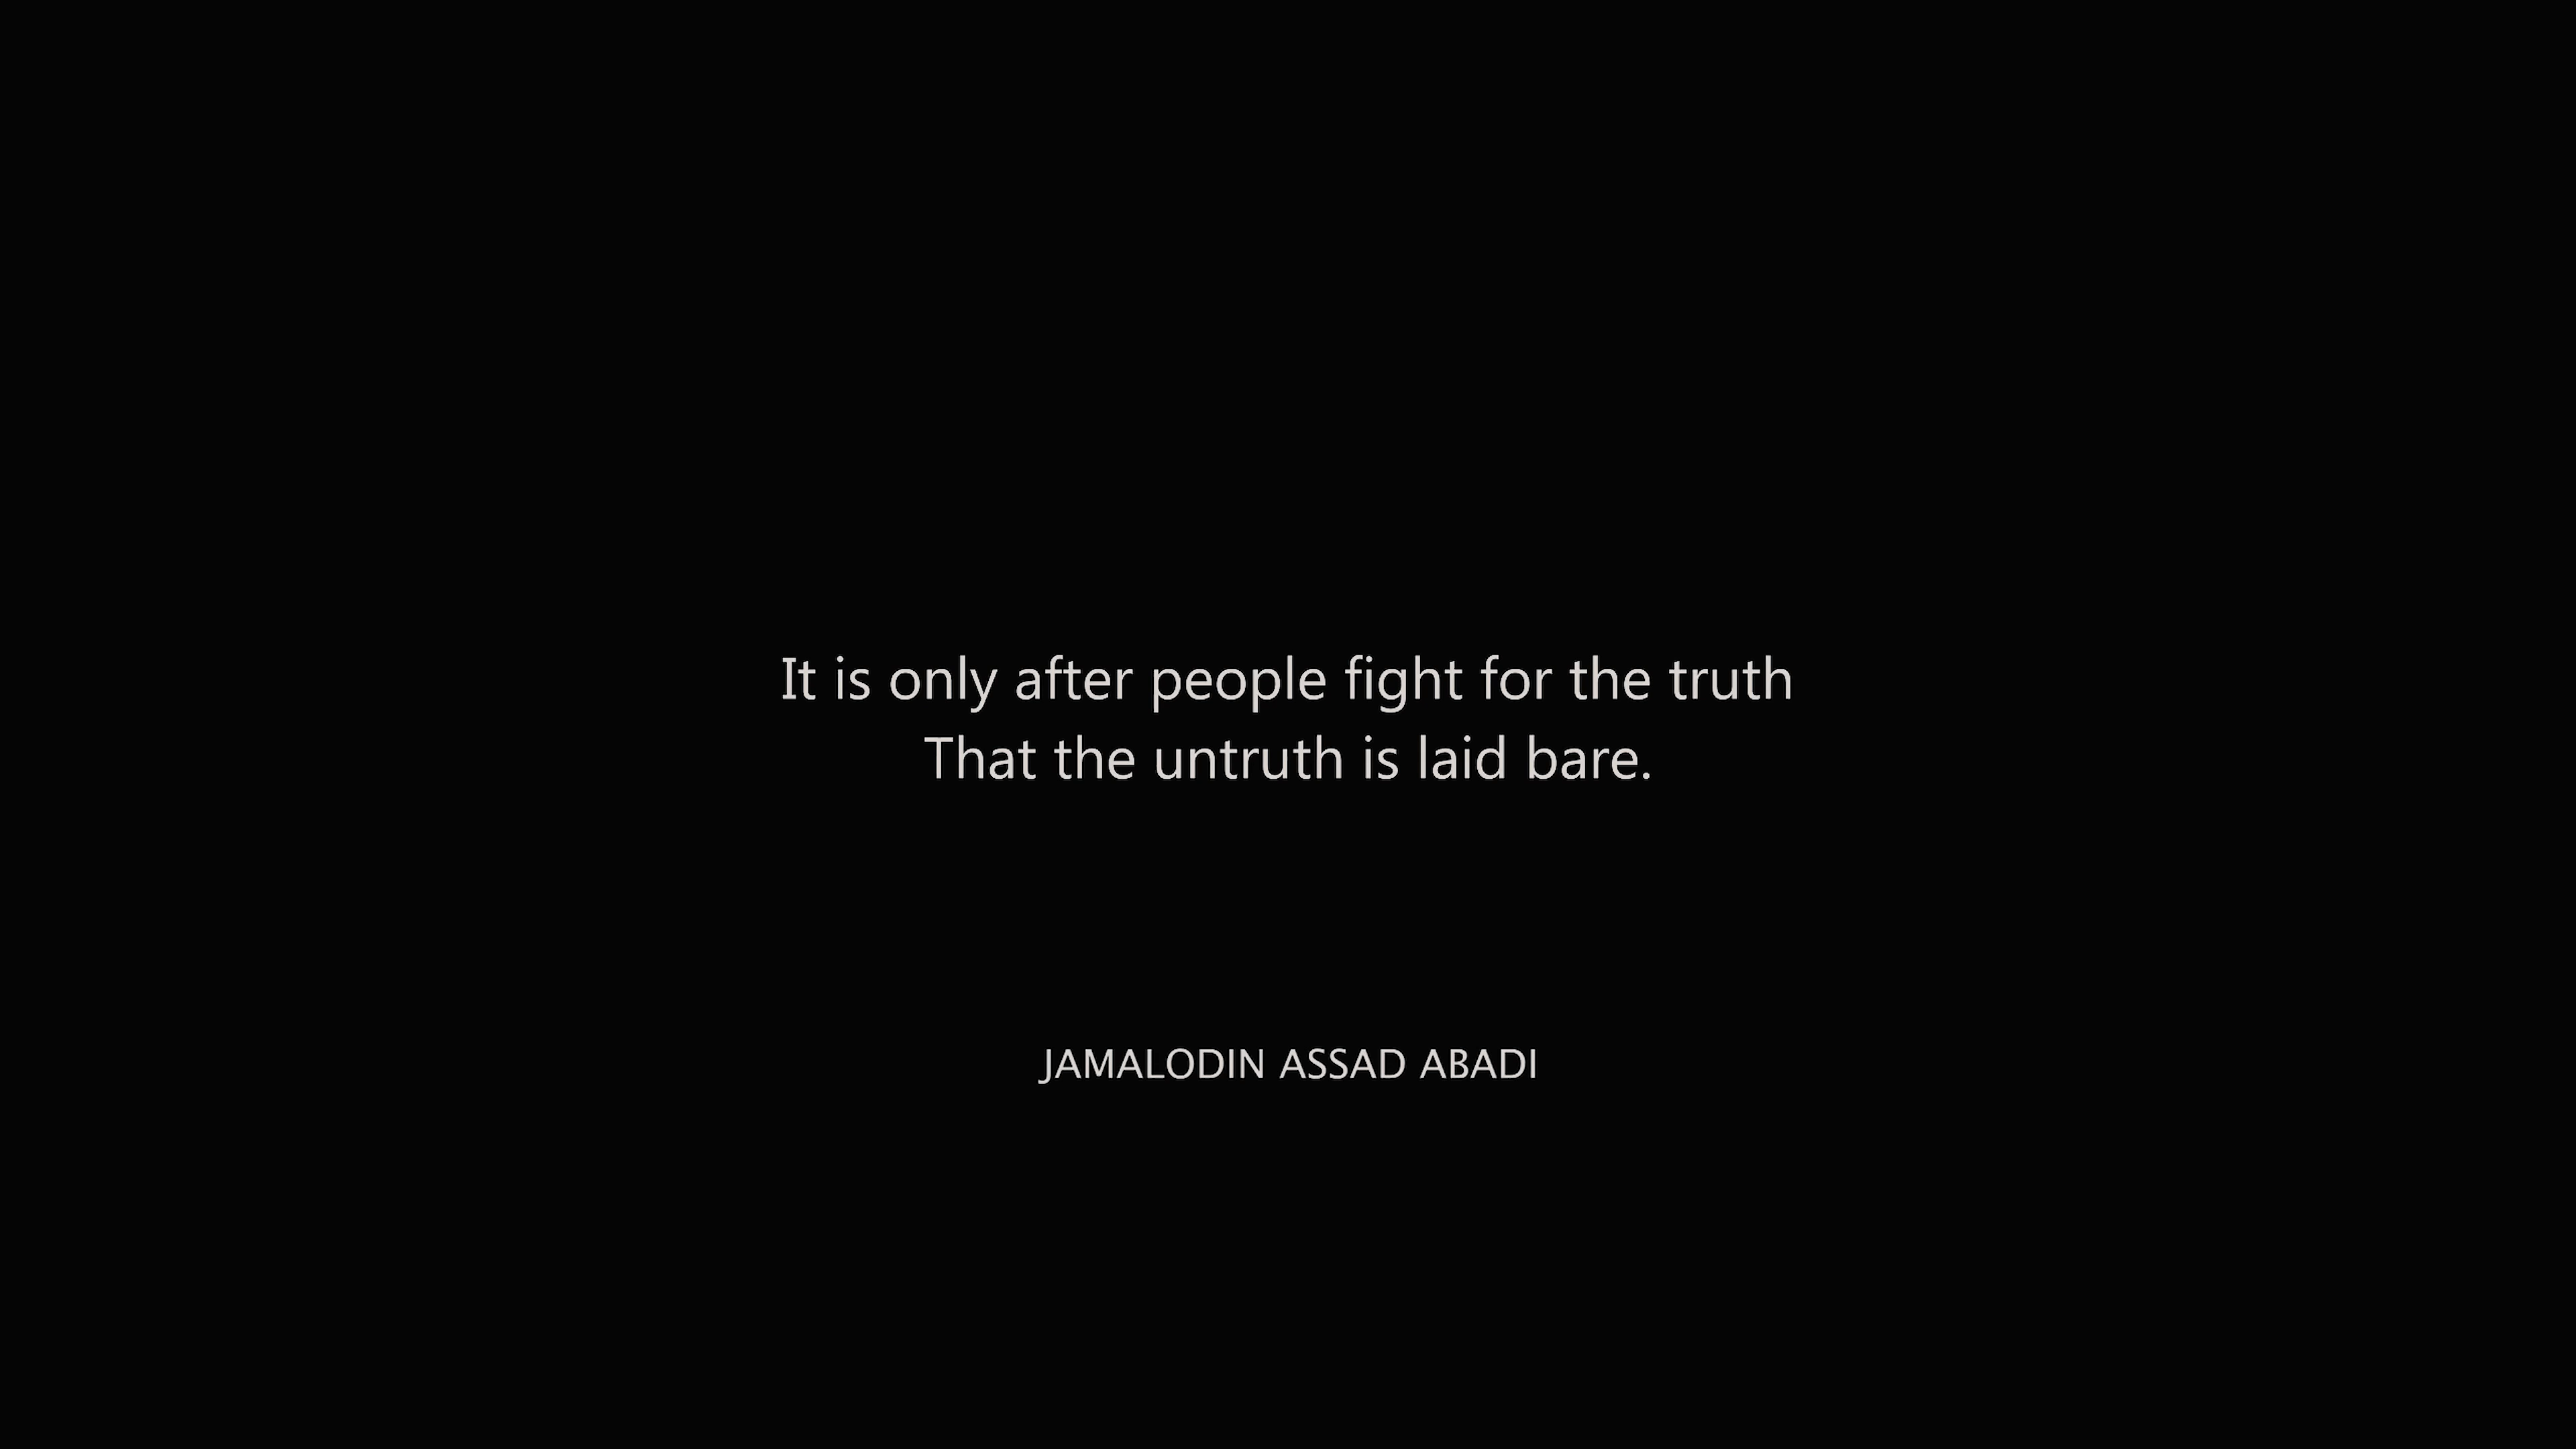 It is only after people fight for the truth
That the untruth is laid bare.
JAMALODIN ASSAD ABADI